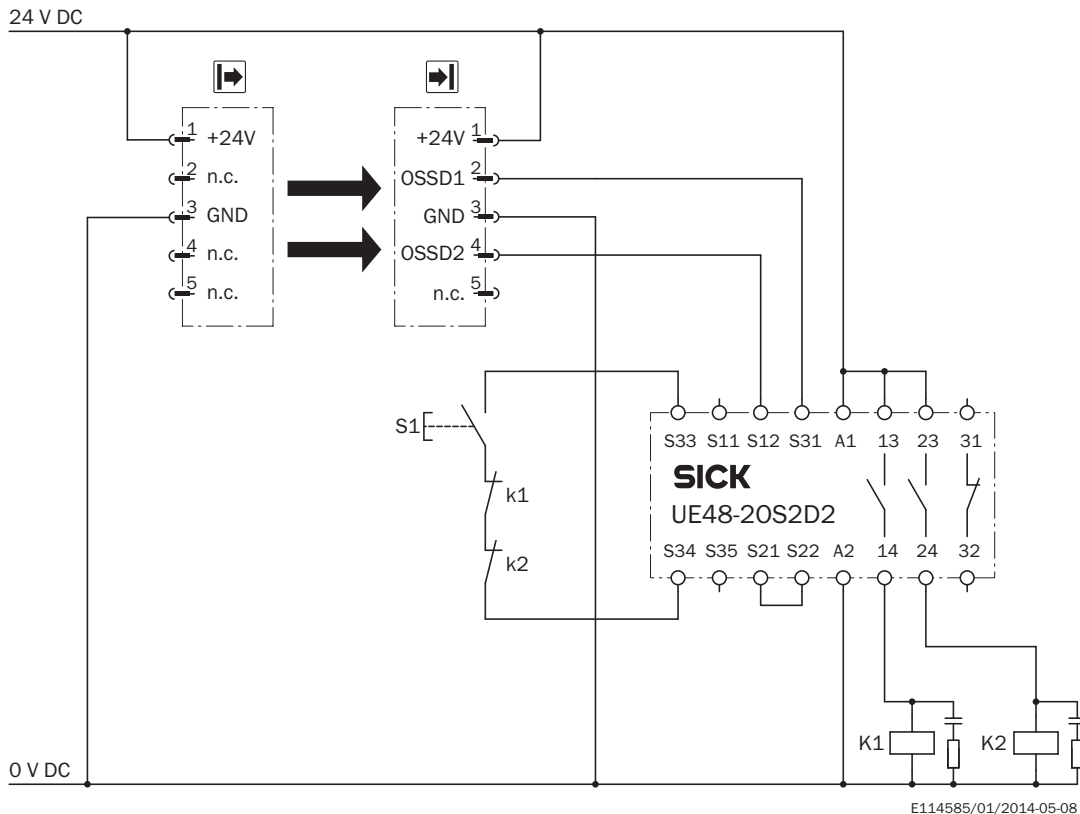 24 V DC
1 +24V
2 n.c.
3 GND
4 n.c.
5 n.c.
+24V 1
OSSD1 2
GND 3
OSSD2 4
n.c. 5
S1
k1
k2
S33 S11 S12 S31 A1 13 23 31
SICK
UE48-20S2D2
S34 S35 S21 S22 A2 14 24 32
K1
K2
0 V DC
E114585/01/2014-05-08